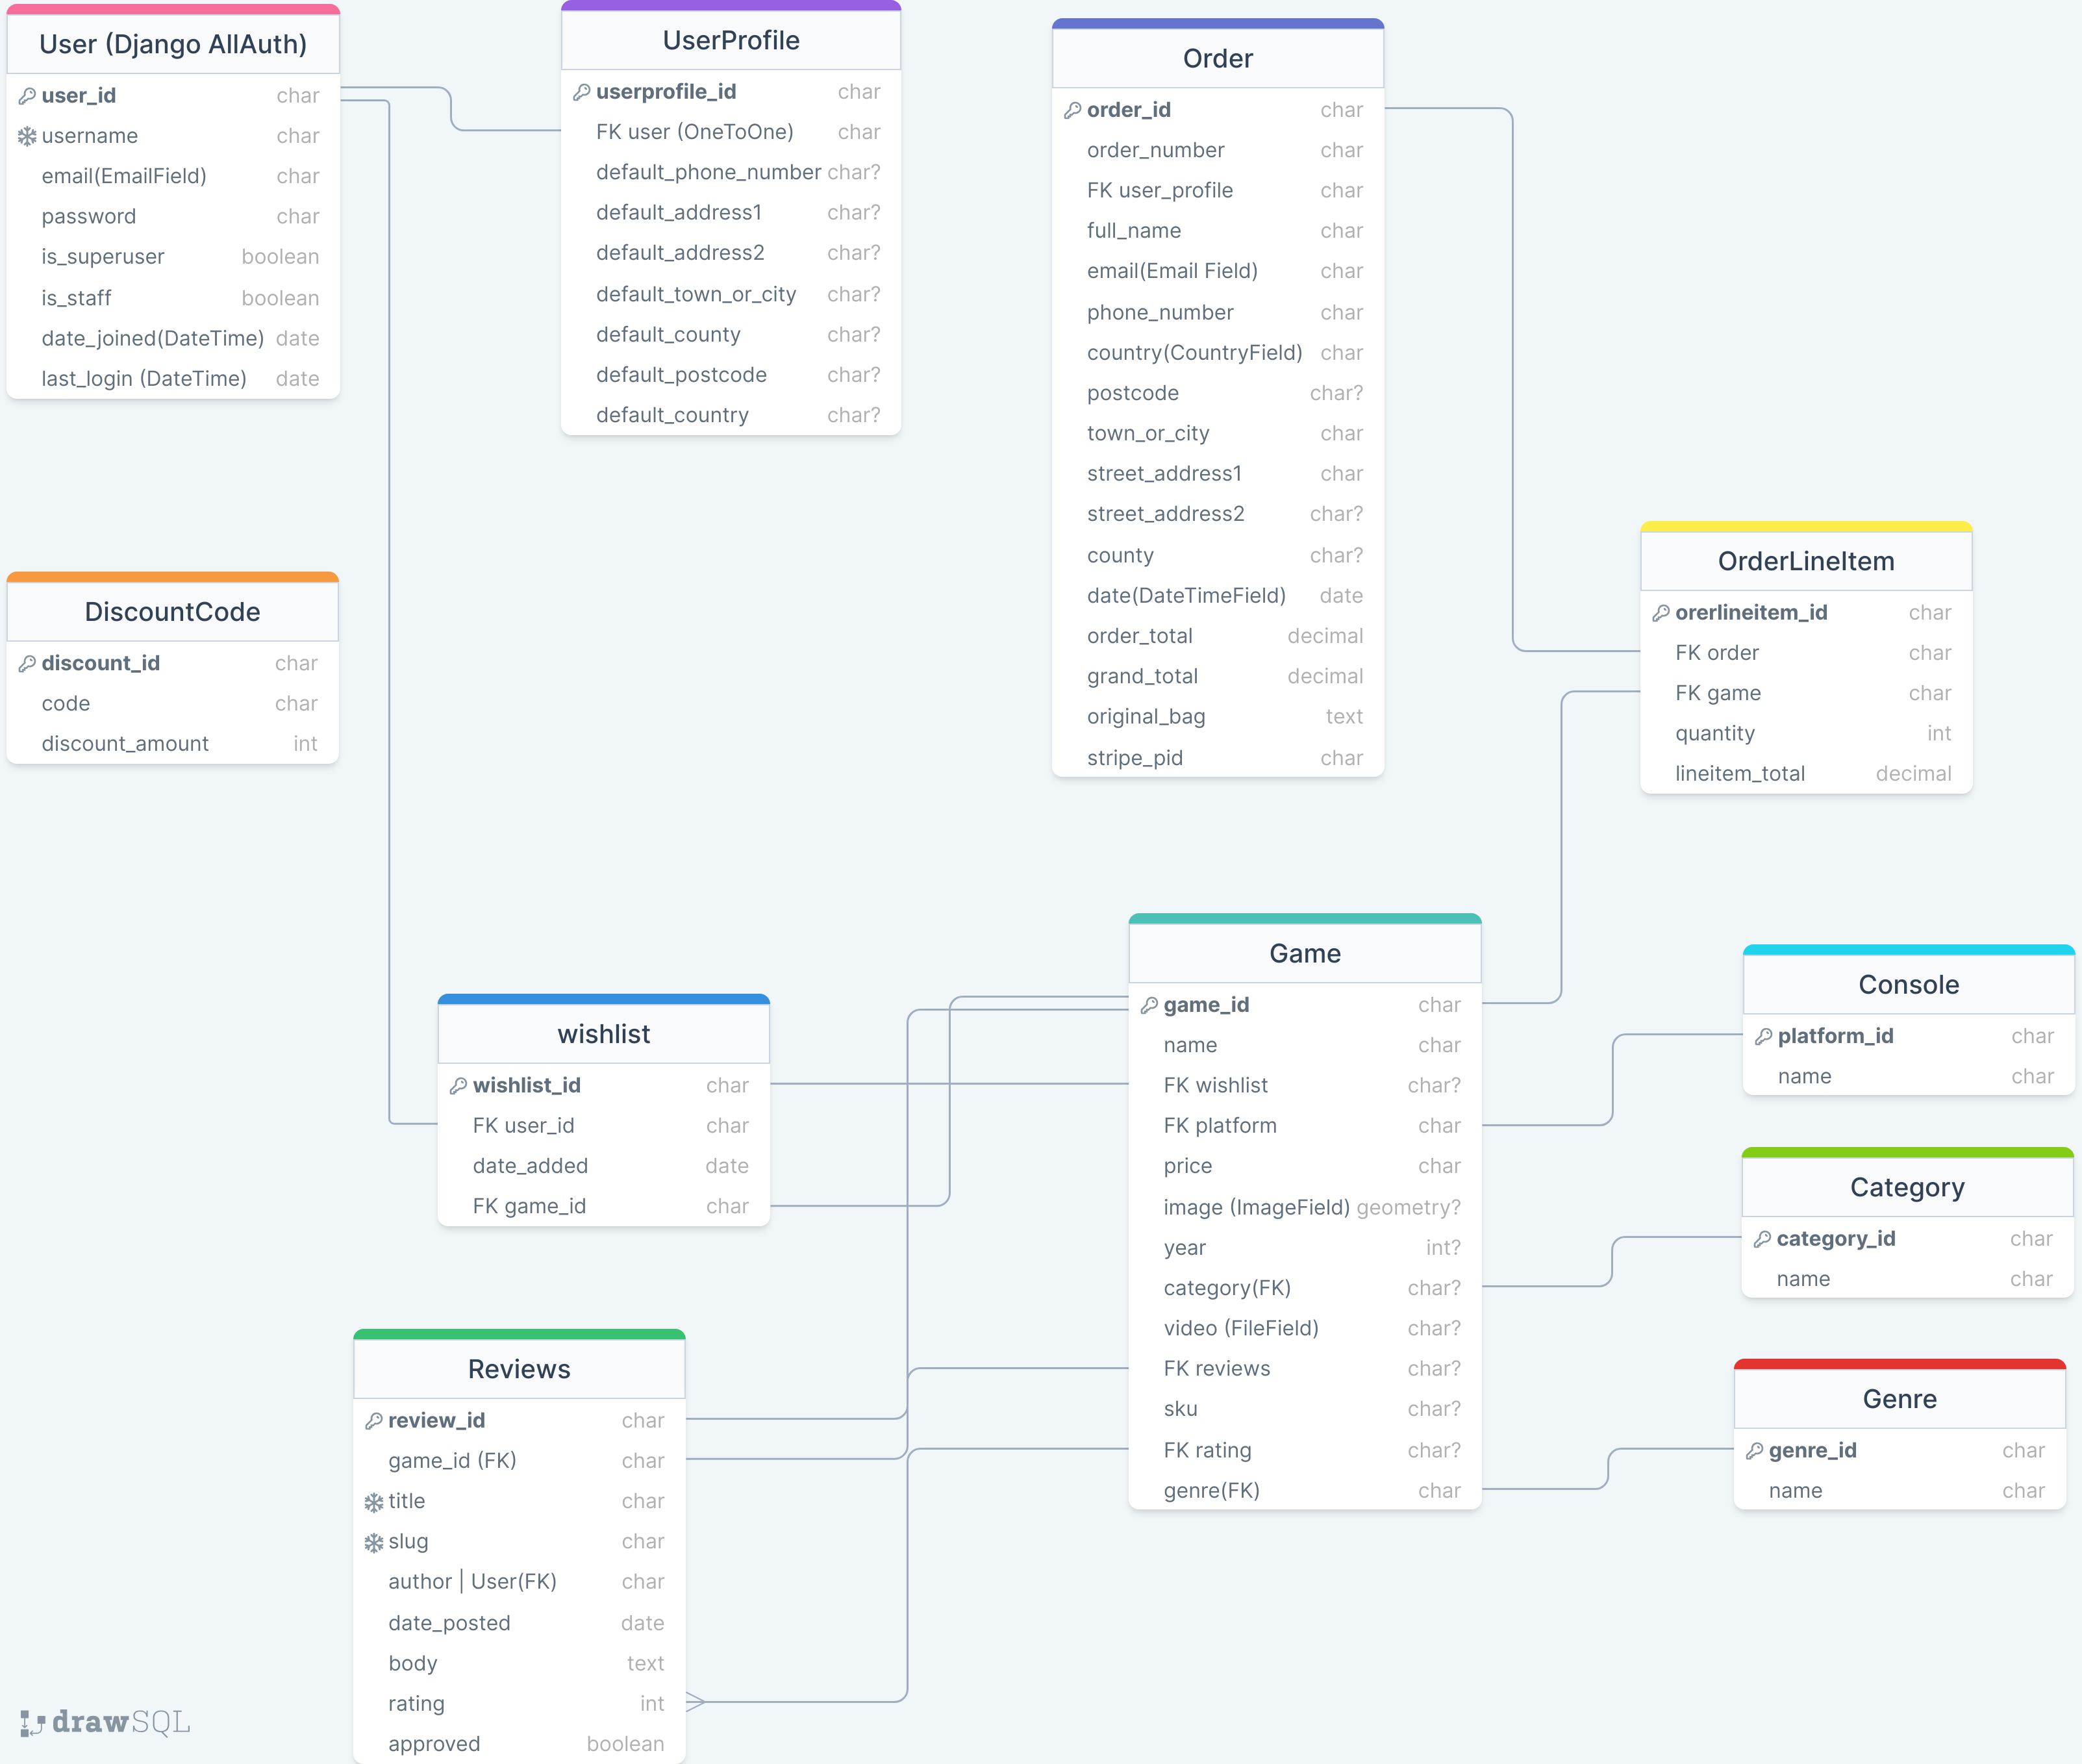 User (Django AllAuth)
user_id char
username char
email(EmailField) char
password char
is_superuser boolean
is_staff boolean
date_joined(DateTime) date
last_login (DateTime) date
UserProfile
userprofile_id char
FK user (OneToOne) char
default_phone_number char?
default_address1 char?
default_address2 char?
default_town_or_city char?
default_county char?
default_postcode char?
default_country char?
Order
order_id char
order_number char
FK user_profile char
full_name char
email(Email Field) char
phone_number char
country(CountryField) char
postcode char?
town_or_city char
street_address1 char
street_address2 char?
county char?
date(DateTimeField) date
order_total decimal
grand_total decimal
original_bag text
stripe_pid char
OrderLineItem
orerlineitem_id char
FK order char
FK game char
quantity int
lineitem_total decimal
DiscountCode
discount_id char
code char
discount_amount int
wishlist
wishlist_id char
FK user_id char
date_added date
FK game_id char
Game
game_id char
name char
FK wishlist char?
FK platform char
price char
image (ImageField) geometry?
year int?
category(FK) char?
video (FileField) char?
FK reviews char?
sku char?
FK rating char?
genre(FK) char
Console
platform_id char
name char
Category
category_id char
name char
Genre
genre_id char
name char
Reviews
review_id char
game_id (FK) char
title char
slug char
author | User(FK) char
date_posted date
body text
rating int
approved boolean
drawSQL